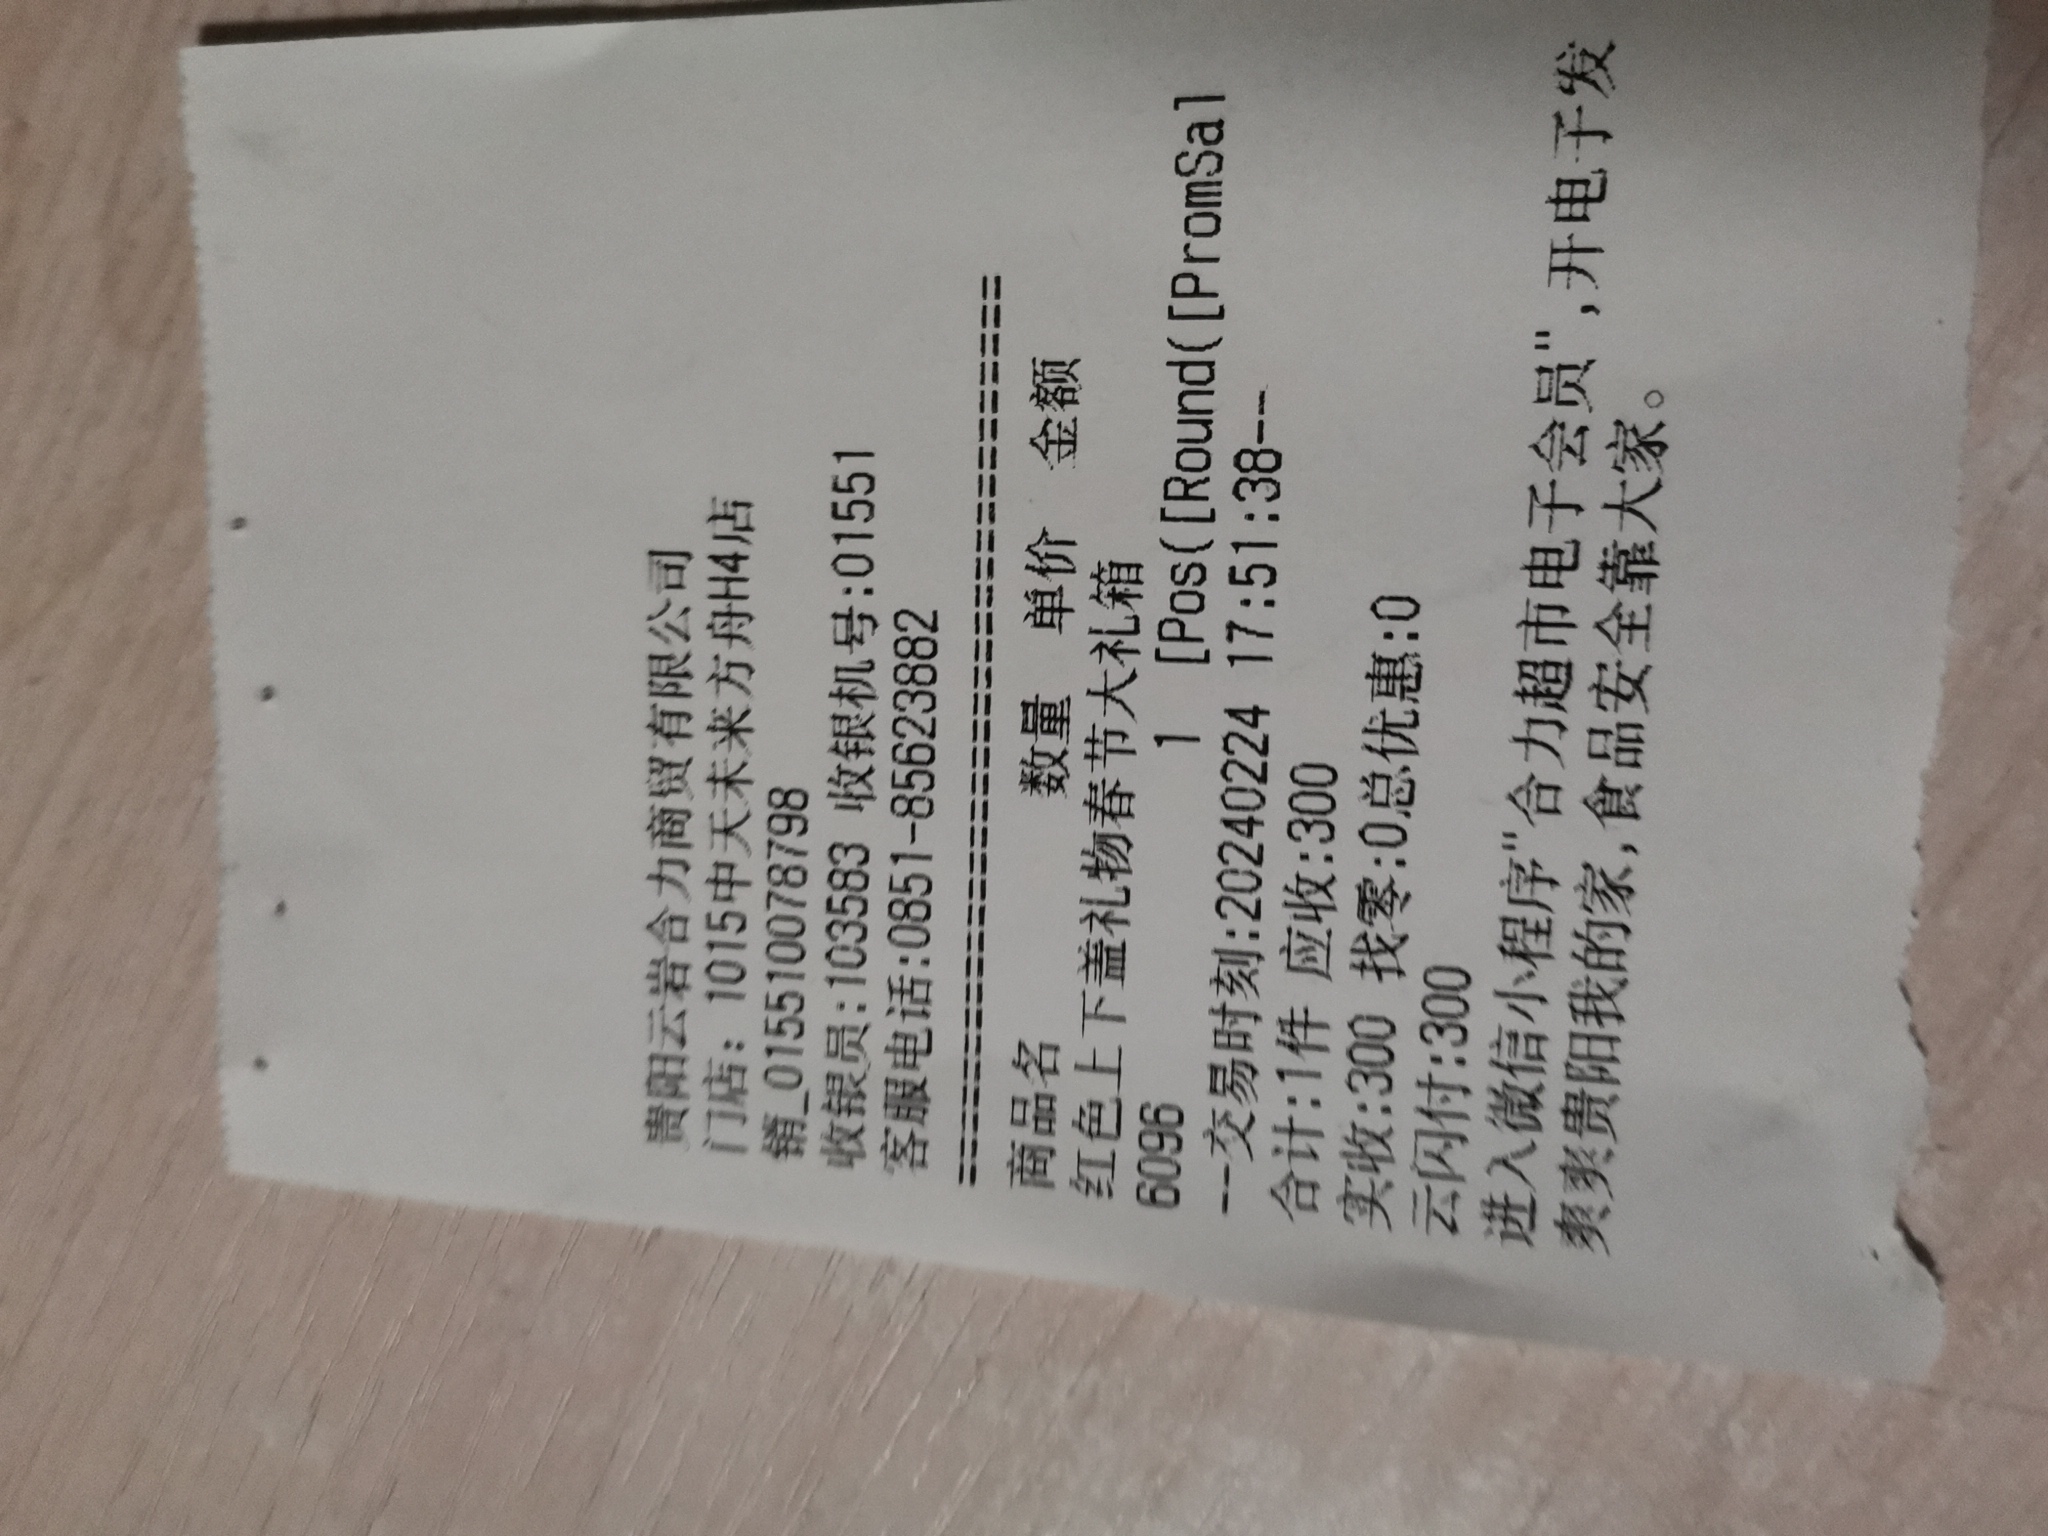 贵阳云岩合力商贸有限公司
门店：1015中天未来方舟H4店
销_015510078798
收银员:103583 收银机号:01551
客服电话:0851-85623882
================================
商品名 数量 单价 金额
红色上下盖礼物春节大礼箱
6096 1 [Pos([Round([PromSal
--交易时刻:20240224 17:51:38--
合计:1件 应收:300
实收:300 找零:0总优惠:0
云闪付:300
进入微信小程序"合力超市电子会员",开电子发
爽爽贵阳我的家,食品安全靠大家。